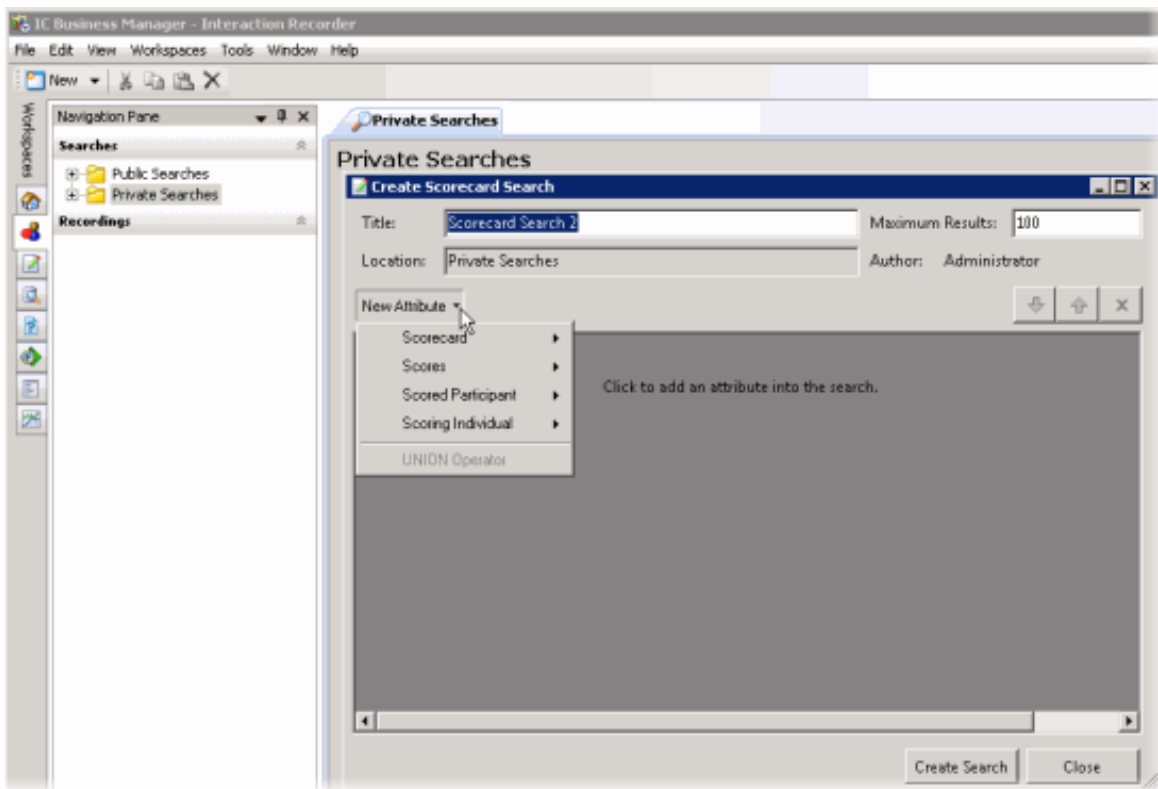 IC Business Manager - Interaction Recorder
File Edit View Workspaces Tools Window Help
New
Workspaces
Navigation Pane
Searches
Public Searches
Private Searches
Recordings
Private Searches
Private Searches
Create Scorecard Search
Title: Scorecard Search 2 Maximum Results: 100
Location: Private Searches Author: Administrator
New Attribute
Scorecard
Scores
Scored Participant
Scoring Individual
UNION Operator
Click to add an attribute into the search.
Create Search Close